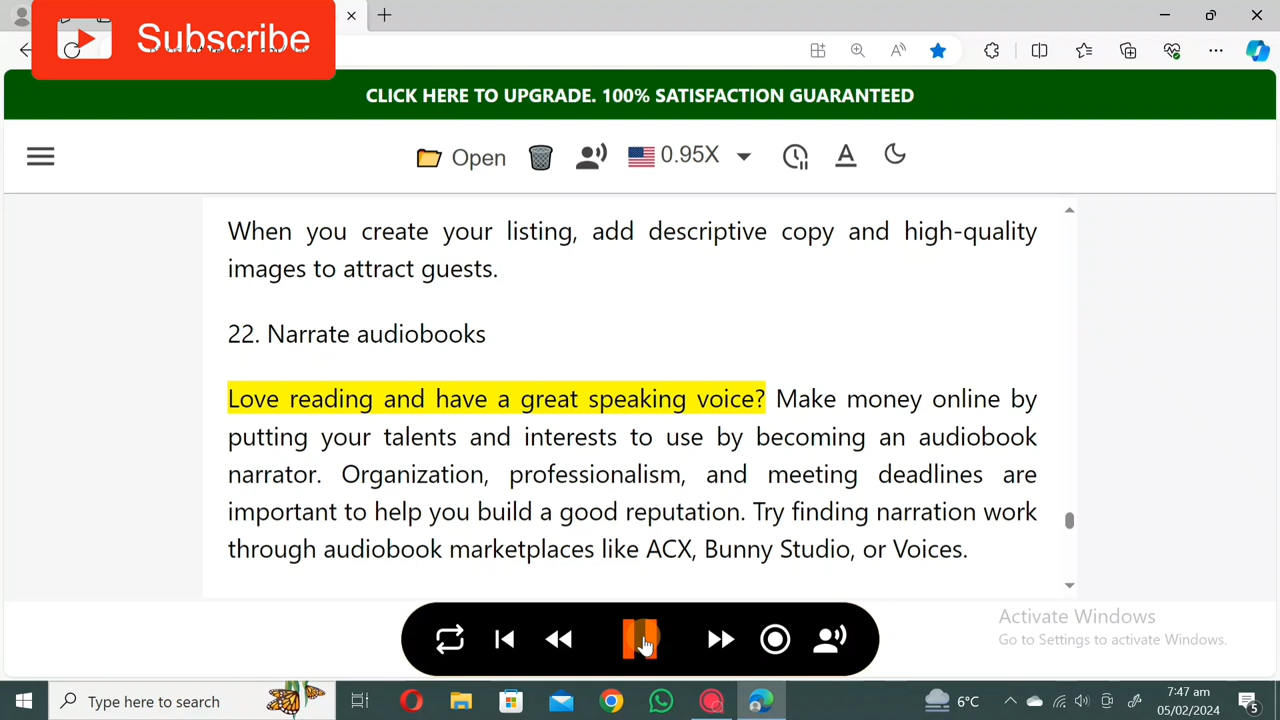 Subscribe
CLICK HERE TO UPGRADE. 100% SATISFACTION GUARANTEED
Open
0.95X
When you create your listing, add descriptive copy and high-quality
images to attract guests.
22. Narrate audiobooks
Love reading and have a great speaking voice? Make money online by
putting your talents and interests to use by becoming an audiobook
narrator. Organization, professionalism, and meeting deadlines are
important to help you build a good reputation. Try finding narration work
through audiobook marketplaces like ACX, Bunny Studio, or Voices.
Activate Windows
Go to Settings to activate Windows.
Type here to search
6°C
7:47 am
05/02/2024
5